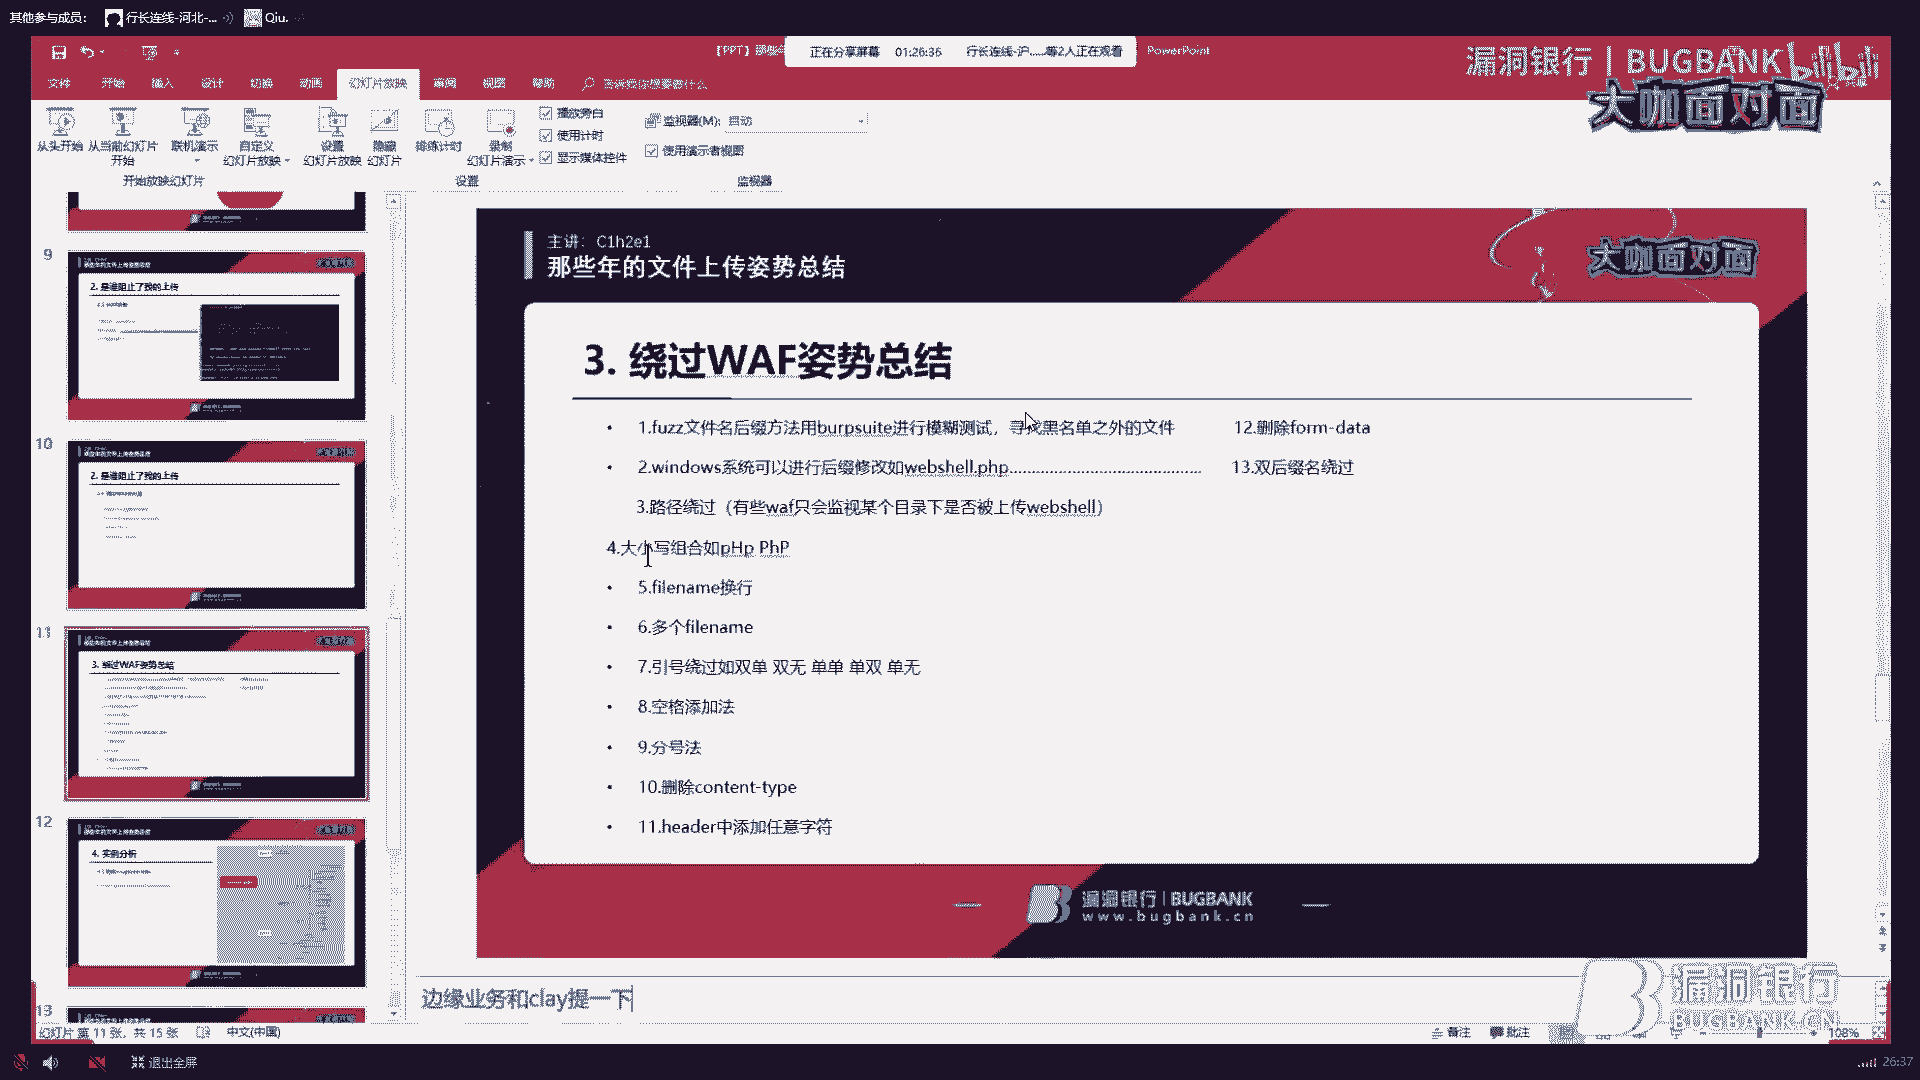 其他参与成员: 行长连线-河北-... Qiu.
正在分享屏幕 01:26:36 行长连线-沪......等2人正在观看 PowerPoint
漏洞银行 | BUGBANK bilibili
大咖面对面
文件 开始 插入 设计 切换 动画 幻灯片放映 审阅 视图 帮助 告诉我你想要做什么
从头开始 从当前幻灯片开始 联机演示 自定义幻灯片放映 设置幻灯片放映 隐藏幻灯片 排练计时 录制幻灯片演示
播放旁白
使用计时
显示媒体控件
监视器(M): 自动
使用演示者视图
开始放映幻灯片 设置 监视器
9
2. 是谁阻止了我的上传
10
2. 是谁阻止了我的上传
11
3. 绕过WAF姿势总结
12
4. 实例分析
13
主讲: C1h2e1
那些年的文件上传姿势总结
大咖面对面
3. 绕过WAF姿势总结
• 1.fuzz文件名后缀方法用burpsuite进行模糊测试，寻找黑名单之外的文件 12.删除form-data
• 2.windows系统可以进行后缀修改如webshell.php........................................ 13.双后缀名绕过
3.路径绕过（有些waf只会监视某个目录下是否被上传webshell）
4.大小写组合如pHp PhP
• 5.filename换行
• 6.多个filename
• 7.引号绕过如双单 双无 单单 单双 单无
• 8.空格添加法
• 9.分号法
• 10.删除content-type
• 11.header中添加任意字符
漏洞银行 | BUGBANK
www.bugbank.cn
边缘业务和clay提一下
漏洞银行
BUGBANK.CN
幻灯片 第 11 张，共 15 张 中文(中国) 备注 批注 108%
退出全屏 26:37